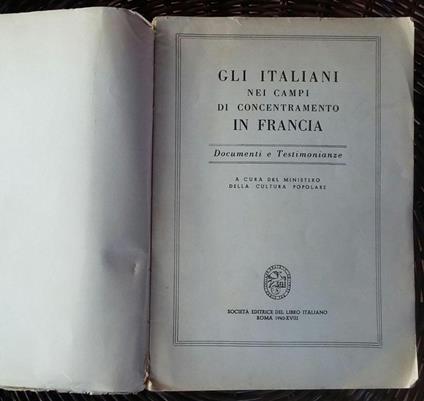 GLI ITALIANI
NEI CAMPI
DI CONCENTRAMENTO
IN FRANCIA
Documenti e Testimonianze
A CURA DEL MINISTERO
DELLA CULTURA POPOLARE
SOCIETÀ EDITRICE DEL LIBRO ITALIANO
ROMA 1940-XVIII